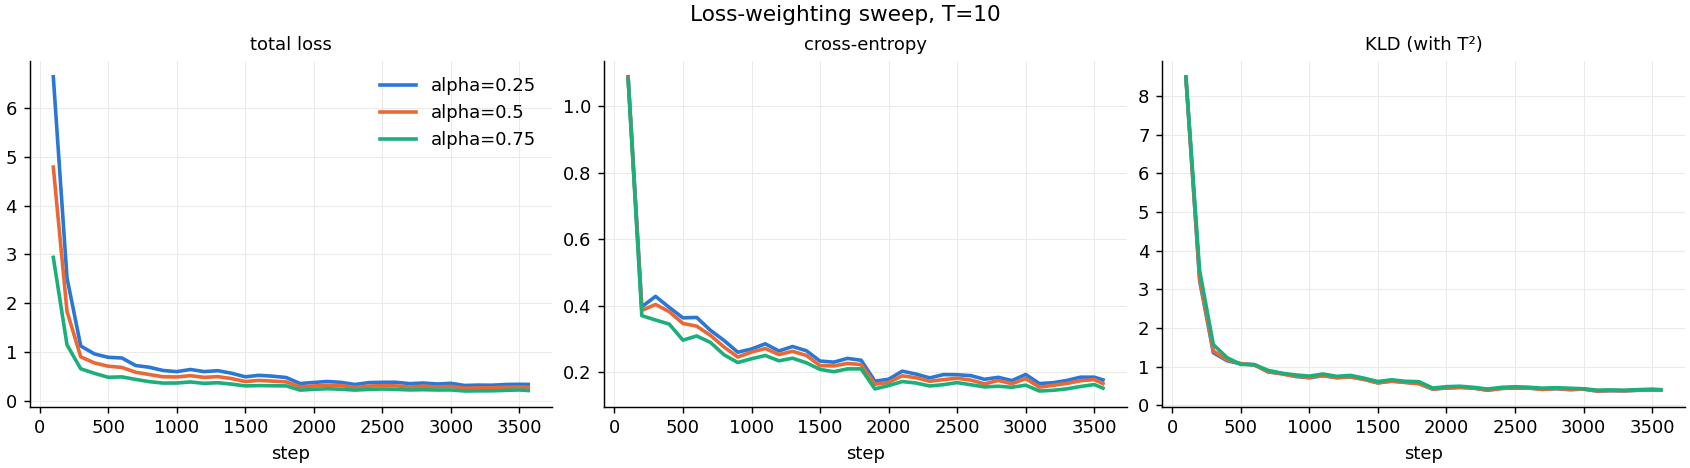 Loss-weighting sweep, T=10
total loss
alpha=0.25
alpha=0.5
alpha=0.75
6
5
4
3
2
1
0
0 500 1000 1500 2000 2500 3000 3500
step
cross-entropy
1.0
0.8
0.6
0.4
0.2
0 500 1000 1500 2000 2500 3000 3500
step
KLD (with T²)
8
7
6
5
4
3
2
1
0
0 500 1000 1500 2000 2500 3000 3500
step